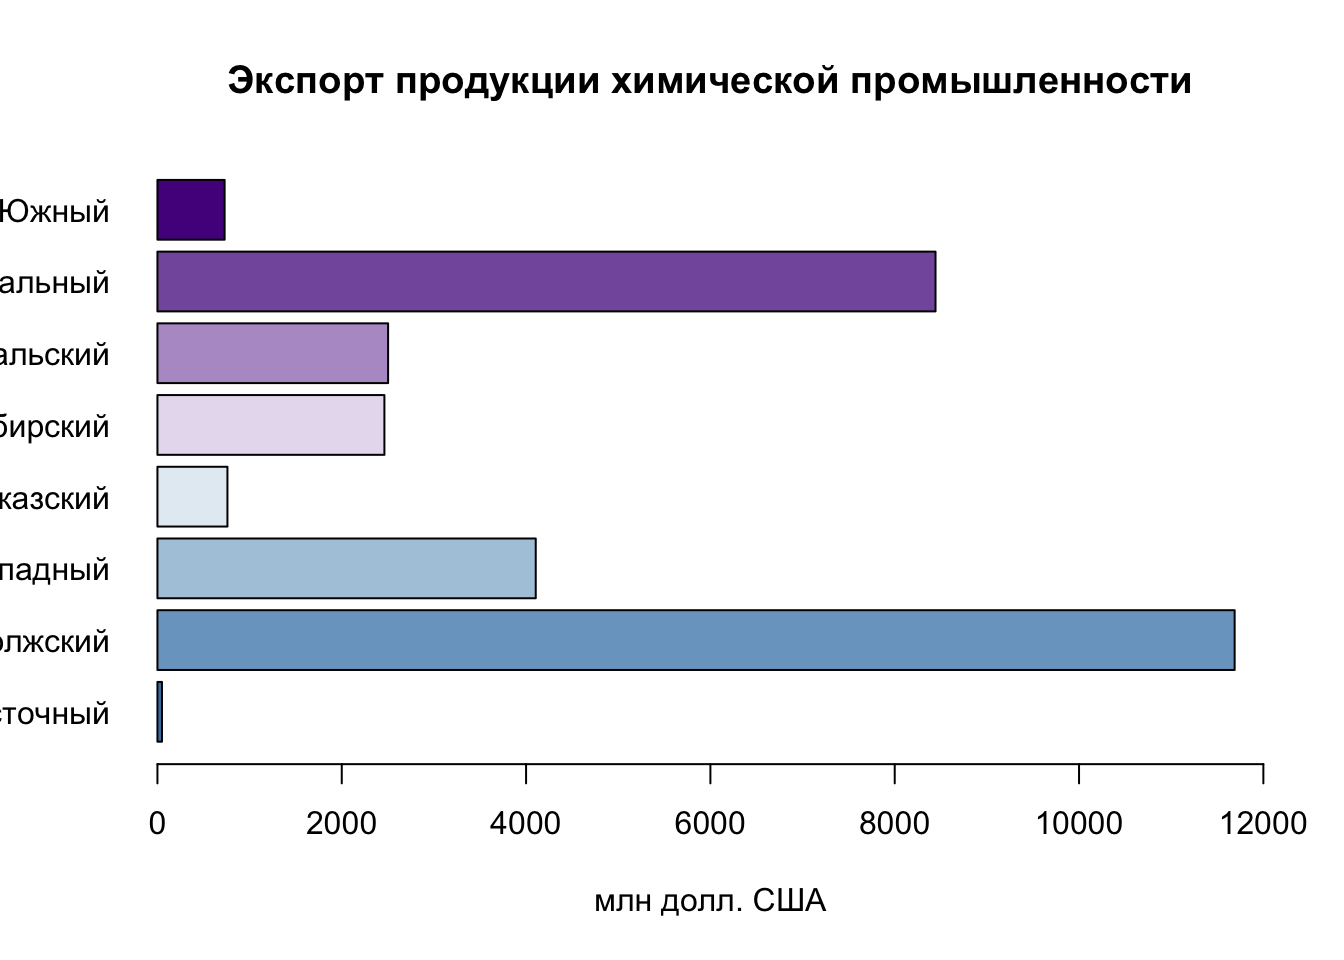 Экспорт продукции химической промышленности
Южный
альный
альский
бирский
казский
падный
олжский
сточный
0 2000 4000 6000 8000 10000 12000
млн долл. США